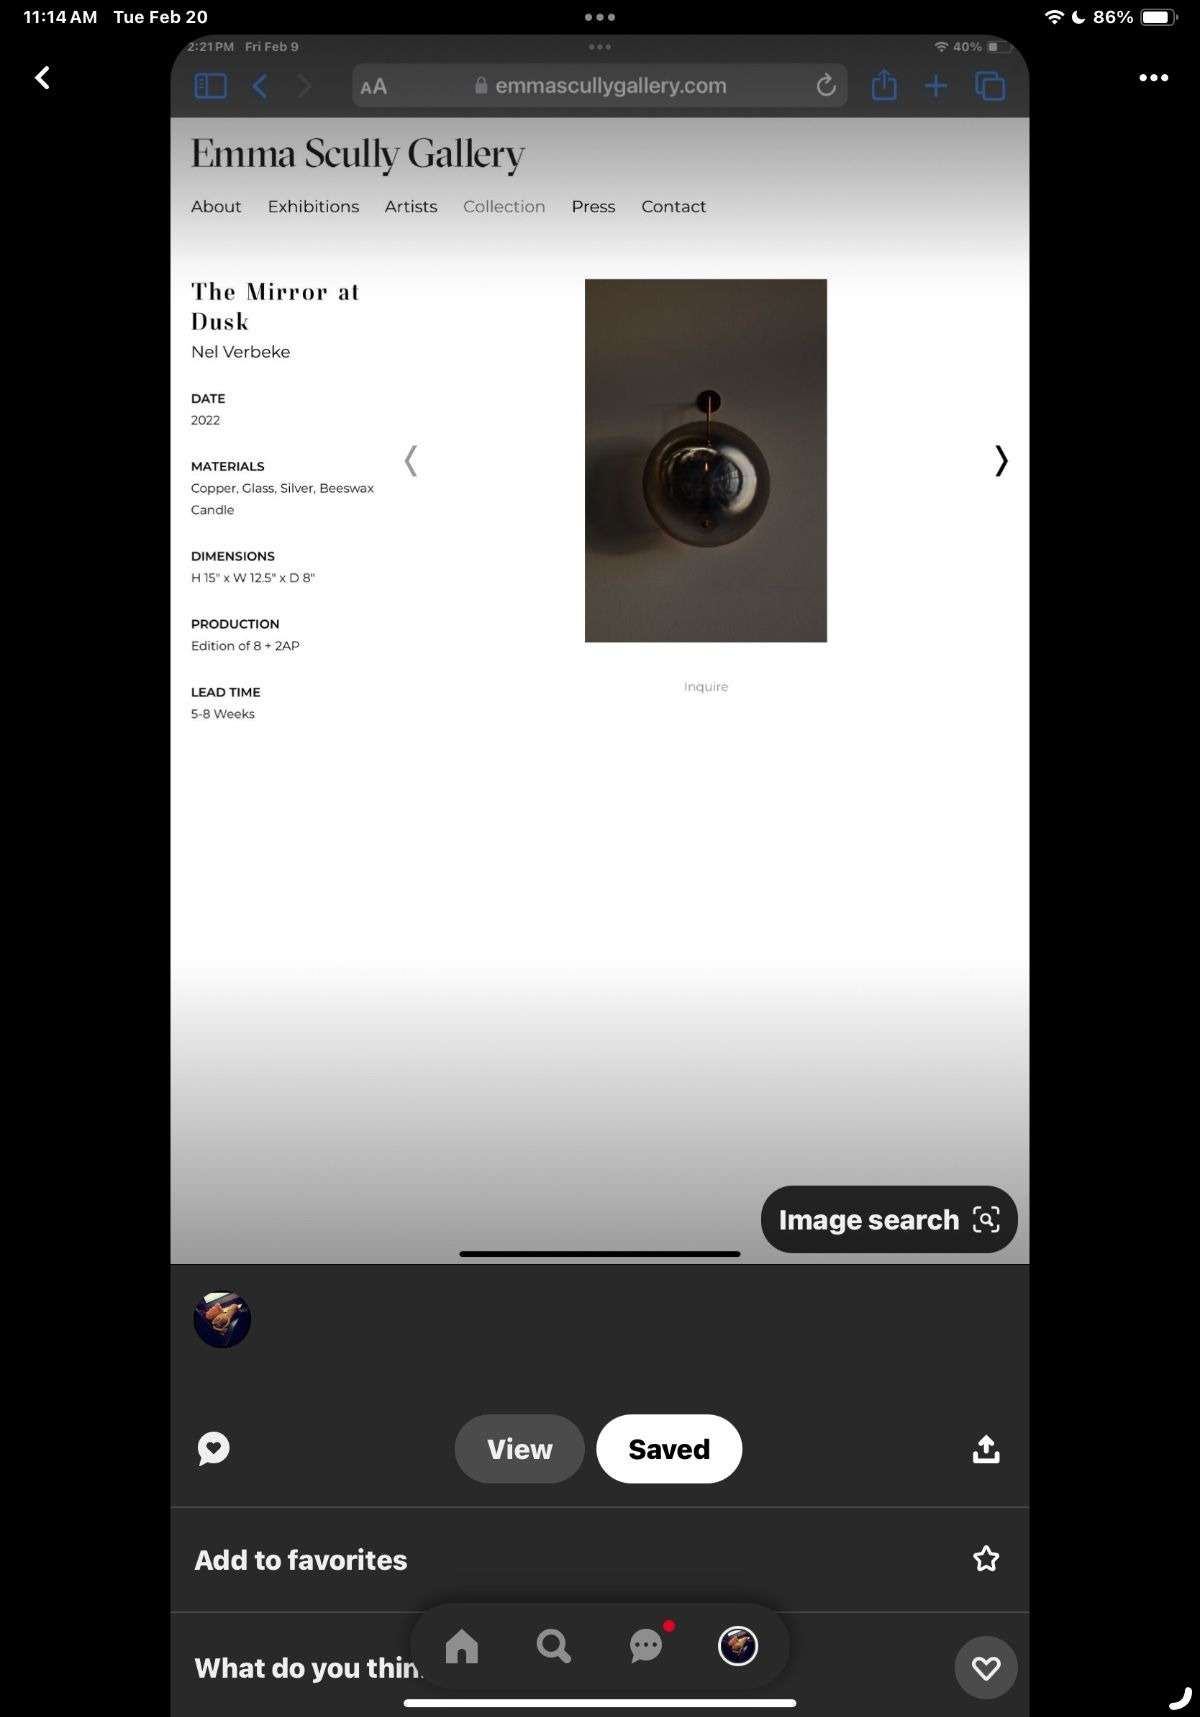 11:14 AM Tue Feb 20
86%
2:21 PM Fri Feb 9
40%
AA
emmascullygallery.com
Emma Scully Gallery
About Exhibitions Artists Collection Press Contact
The Mirror at
Dusk
Nel Verbeke
DATE
2022
MATERIALS
Copper, Glass, Silver, Beeswax
Candle
DIMENSIONS
H 15" x W 12.5" x D 8"
PRODUCTION
Edition of 8 + 2AP
LEAD TIME
5-8 Weeks
Inquire
Image search
View
Saved
Add to favorites
What do you